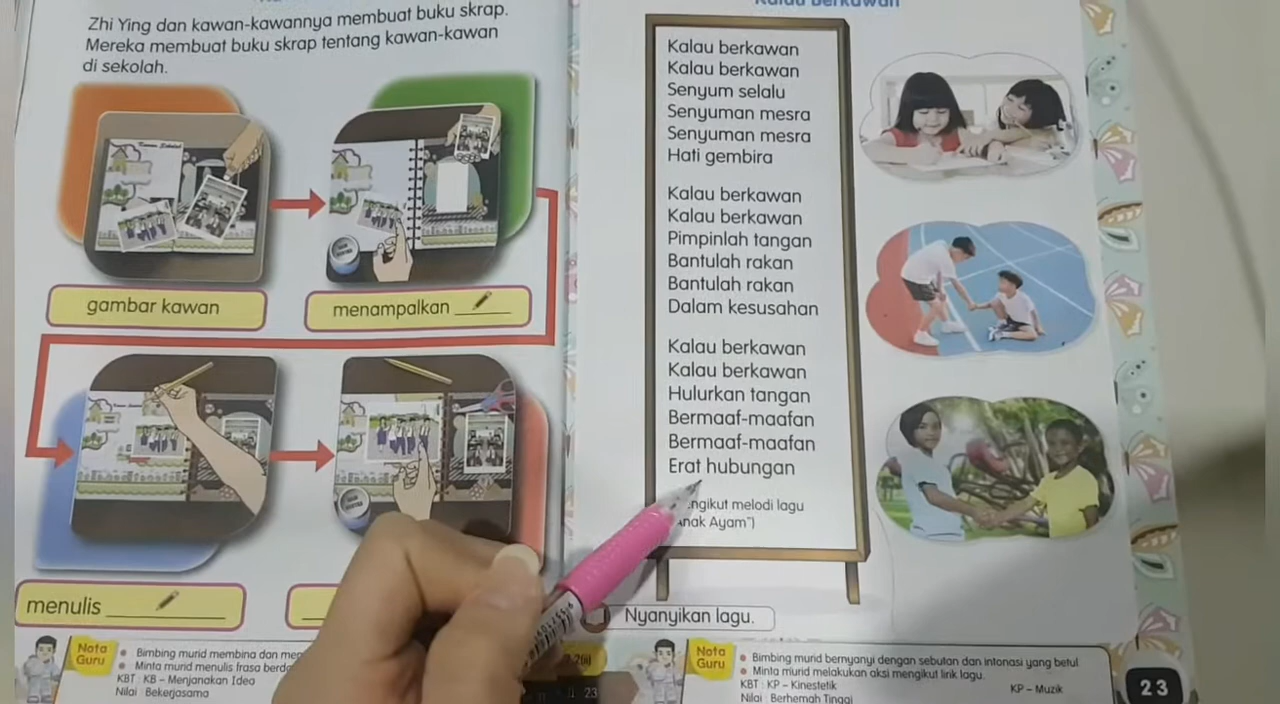 Zhi Ying dan kawan-kawannya membuat buku skrap.
Mereka membuat buku skrap tentang kawan-kawan
di sekolah.
gambar kawan
menampalkan ______
menulis __________
Nota
Guru
Bimbing murid membina dan
Minta murid menulis frasa
KBT : KB – Menjanakan Idea
Nilai : Bekerjasama
23
Kalau Berkawan
Kalau berkawan
Kalau berkawan
Senyum selalu
Senyuman mesra
Senyuman mesra
Hati gembira
Kalau berkawan
Kalau berkawan
Pimpinlah tangan
Bantulah rakan
Bantulah rakan
Dalam kesusahan
Kalau berkawan
Kalau berkawan
Hulurkan tangan
Bermaaf-maafan
Bermaaf-maafan
Erat hubungan
melodi lagu
Ayam")
Nyanyikan lagu.
Nota
Guru
Bimbing murid bernyanyi dengan sebutan dan intonasi yang betul
Minta murid melakukan aksi mengikut lirik lagu.
KBT : KP – Kinestetik
KP – Muzik
Nilai : Berhemah Tinggi
23